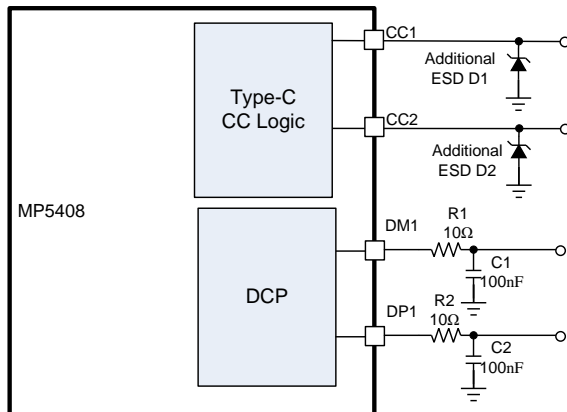 CC1
Additional
ESD D1
Type-C
CC Logic
CC2
Additional
ESD D2
MP5408
DM1
R1
10Ω
C1
100nF
DCP
DP1
R2
10Ω
C2
100nF